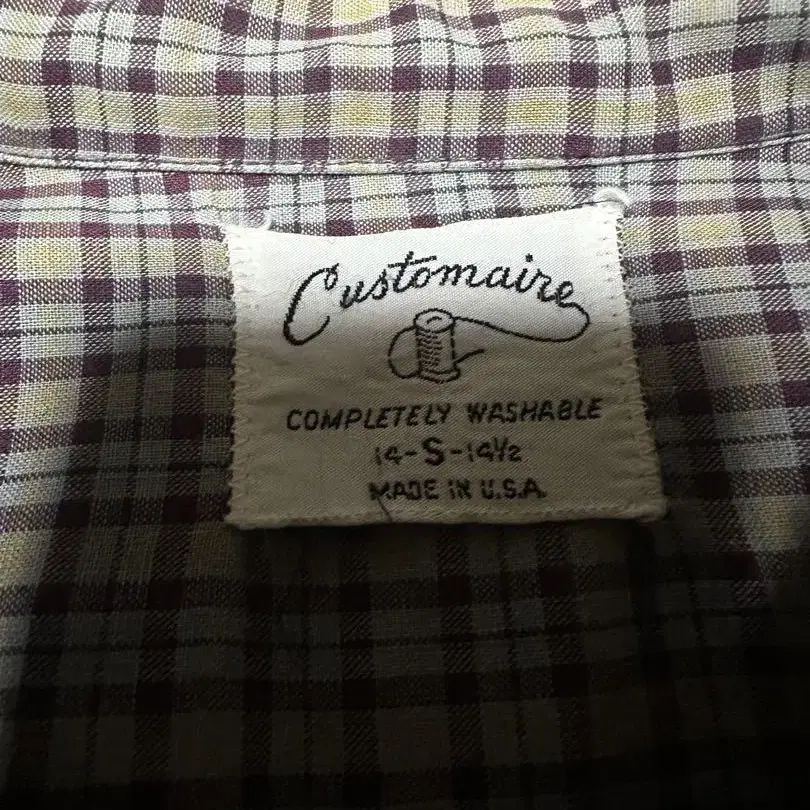 Customaire
COMPLETELY WASHABLE
14-S-14½
MADE IN U.S.A.